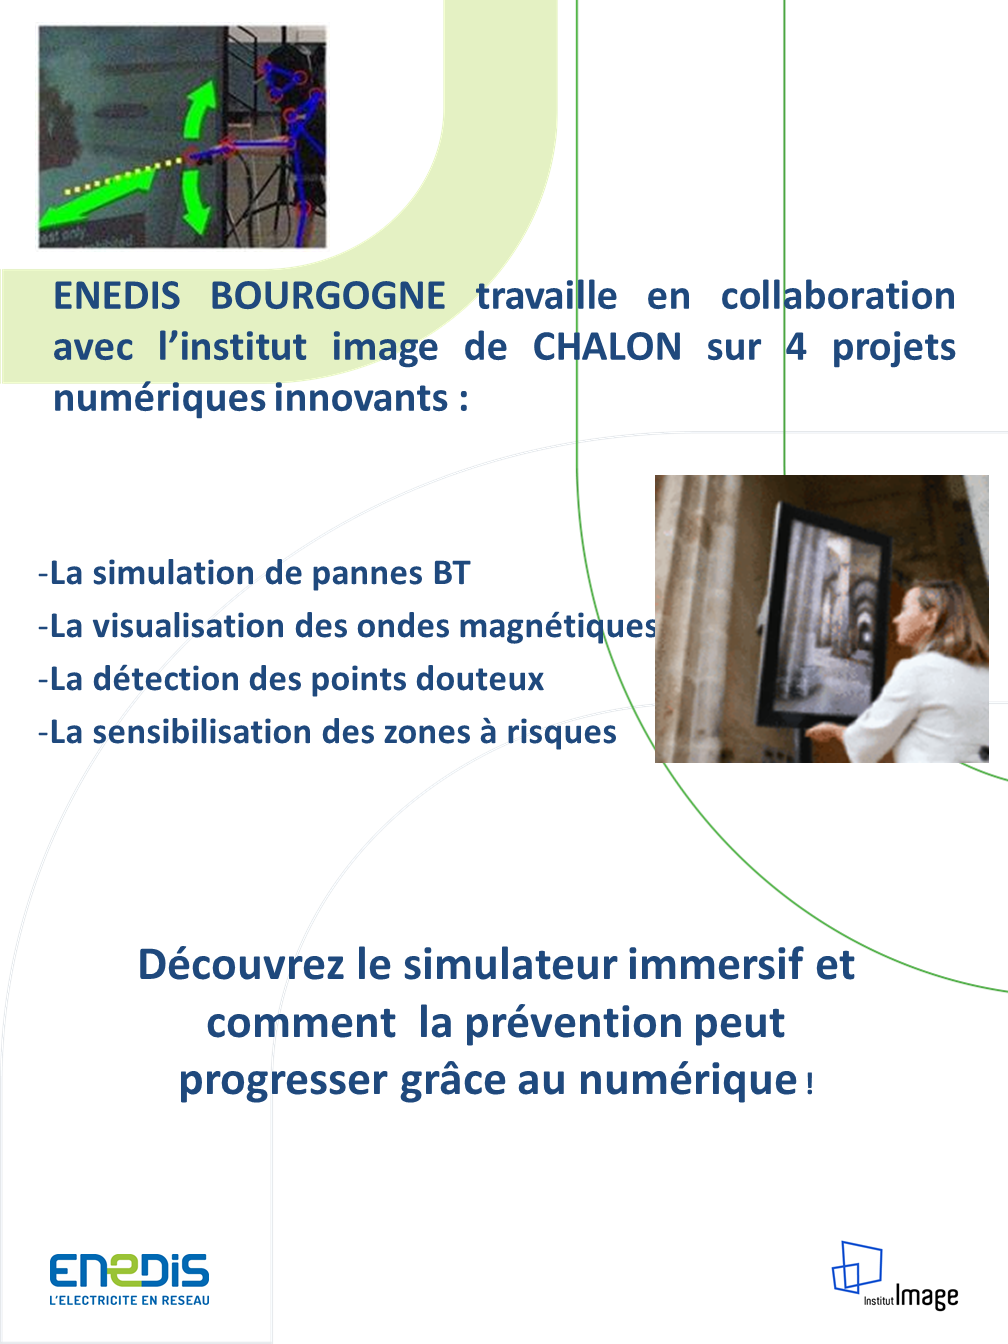 est only
ENEDIS BOURGOGNE travaille en collaboration
avec l’institut image de CHALON sur 4 projets
numériques innovants :
-La simulation de pannes BT
-La visualisation des ondes magnétiques
-La détection des points douteux
-La sensibilisation des zones à risques
Découvrez le simulateur immersif et
comment la prévention peut
progresser grâce au numérique !
ENEDIS
L'ELECTRICITE EN RESEAU
Institut Image